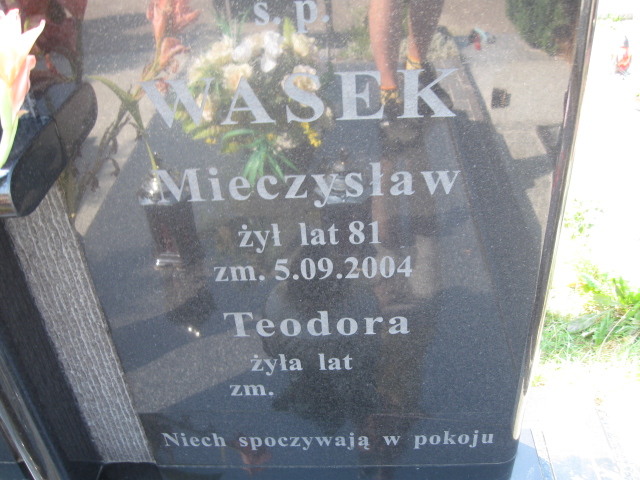 s. p.
WASEK
Mieczysław
żył lat 81
zm. 5.09.2004
Teodora
żyła lat
zm.
Niech spoczywają w pokoju